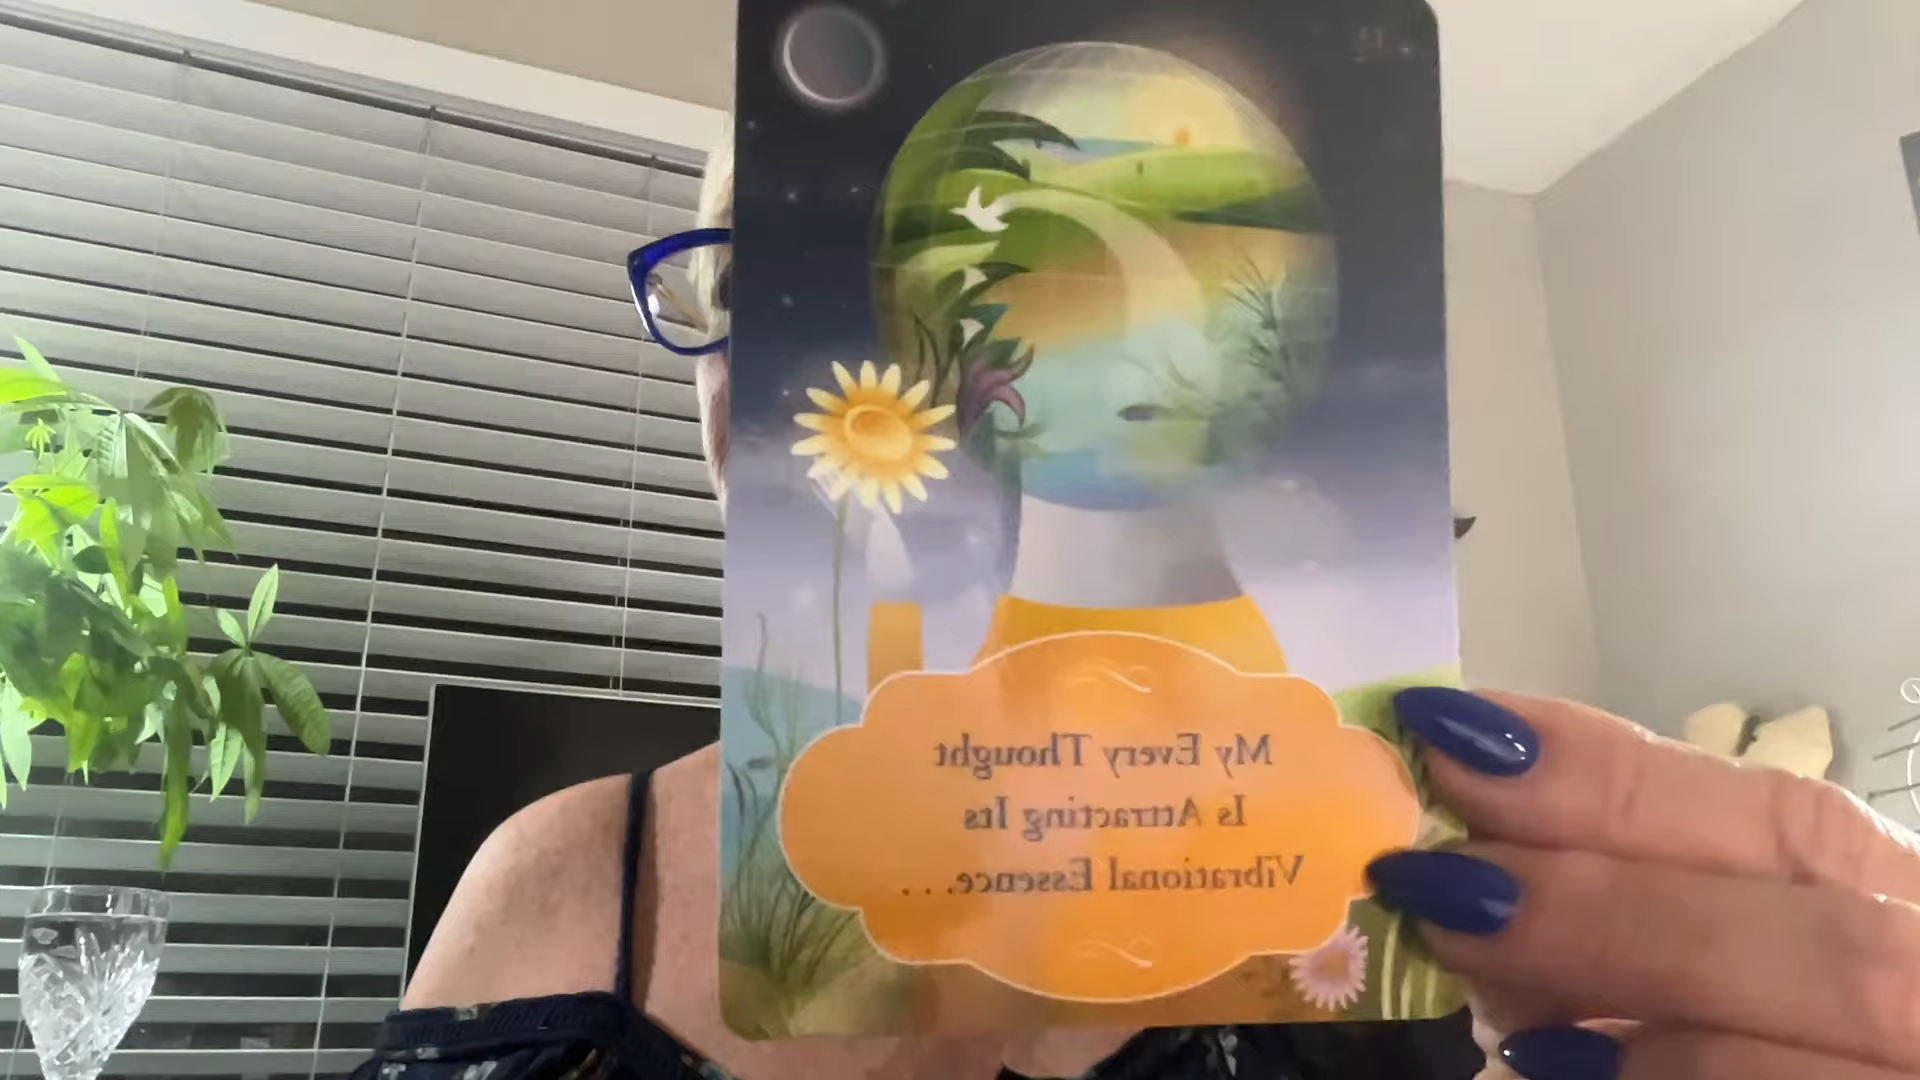 My Every Thought
Is Attracting Its
Vibrational Essence. . .